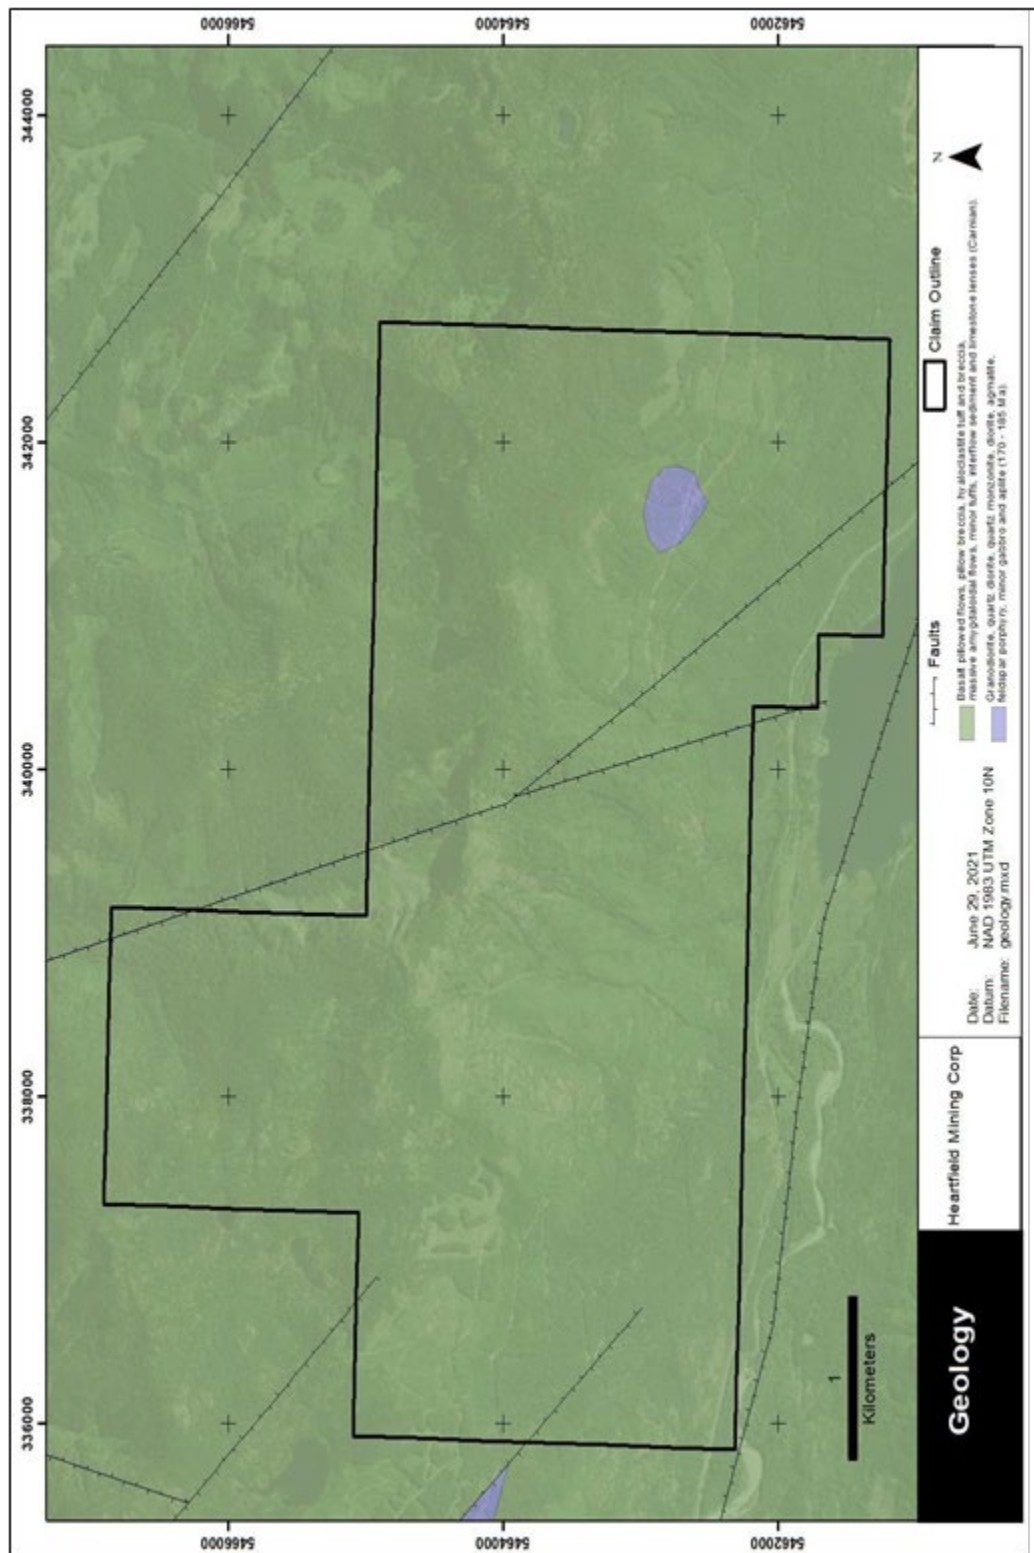 5466000
5464000
5462000
336000
338000
340000
342000
344000
5466000
5464000
5462000
1
Kilometers
Geology
Heartfield Mining Corp
Date: June 29, 2021
Datum: NAD 1983 UTM Zone 10N
Filename: geology.mxd
Faults
Claim Outline
N
Basalt pillowed flows, pillow breccia, hyaloclastite tuff and breccia,
massive amygdaloidal flows, minor tuffs, interflow sediment and limestone lenses (Carnian).
Granodiorite, quartz diorite, quartz monzonite, diorite, agmatite,
feldspar porphyry, minor gabbro and aplite (170 - 185 Ma).